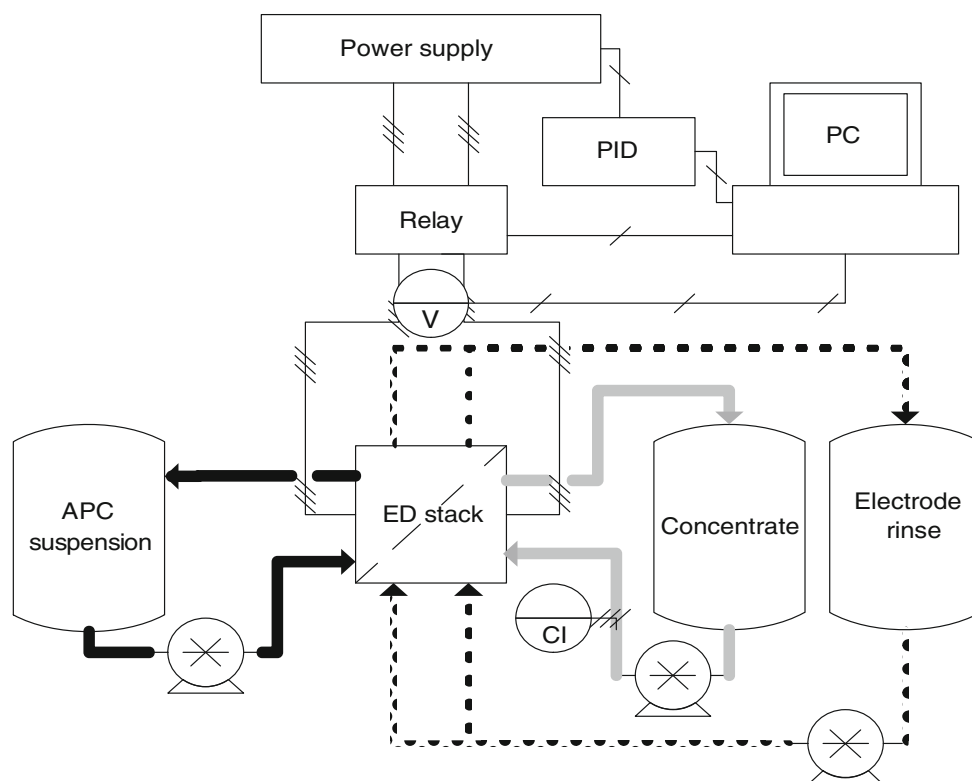 Power supply
PID
PC
Relay
V
APC
suspension
ED stack
Concentrate
Electrode
rinse
CI